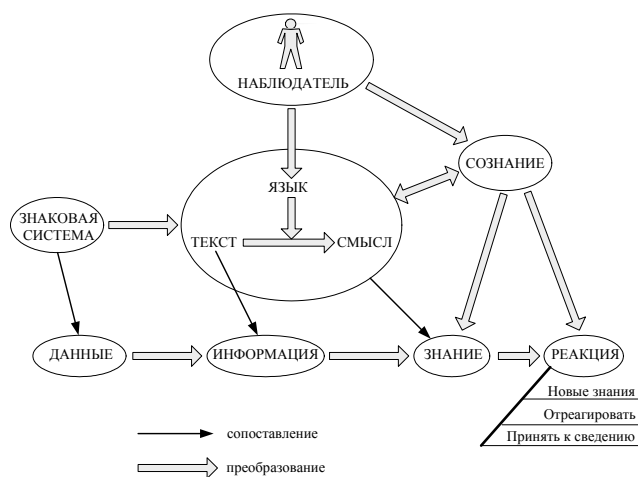 НАБЛЮДАТЕЛЬ
СОЗНАНИЕ
ЯЗЫК
ЗНАКОВАЯ
СИСТЕМА
ТЕКСТ
СМЫСЛ
ДАННЫЕ
ИНФОРМАЦИЯ
ЗНАНИЕ
РЕАКЦИЯ
Новые знания
Отреагировать
Принять к сведению
сопоставление
преобразование